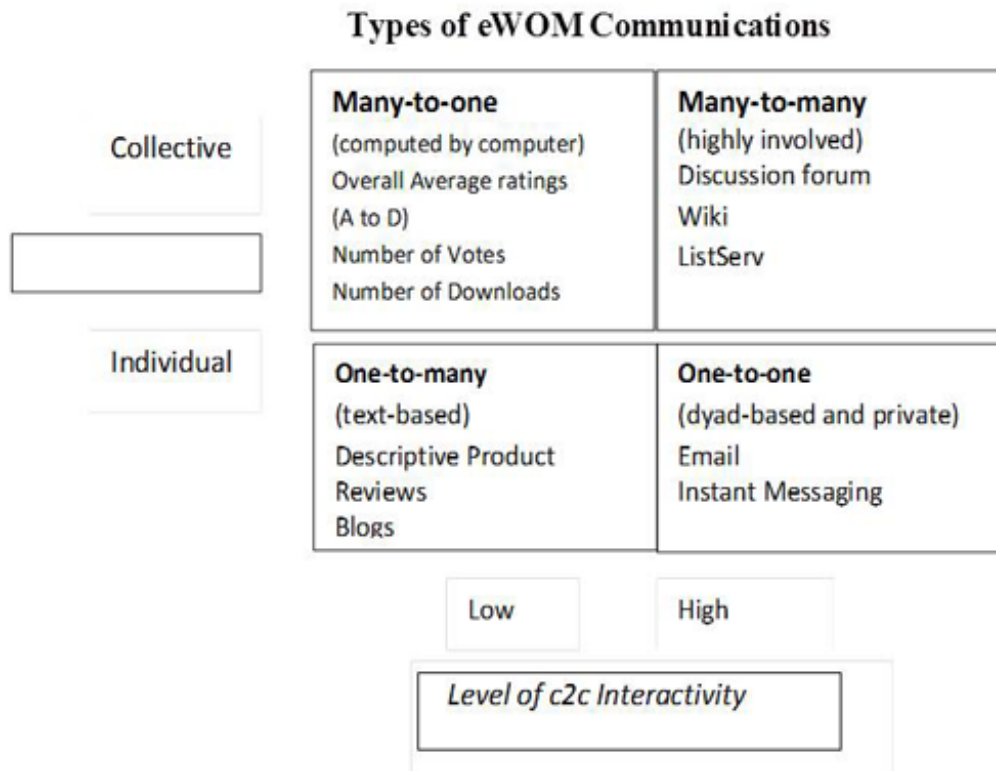 Types of eWOM Communications
Collective
Many-to-one
(computed by computer)
Overall Average ratings
(A to D)
Number of Votes
Number of Downloads
Many-to-many
(highly involved)
Discussion forum
Wiki
ListServ
Individual
One-to-many
(text-based)
Descriptive Product
Reviews
Blogs
One-to-one
(dyad-based and private)
Email
Instant Messaging
Low
High
Level of c2c Interactivity